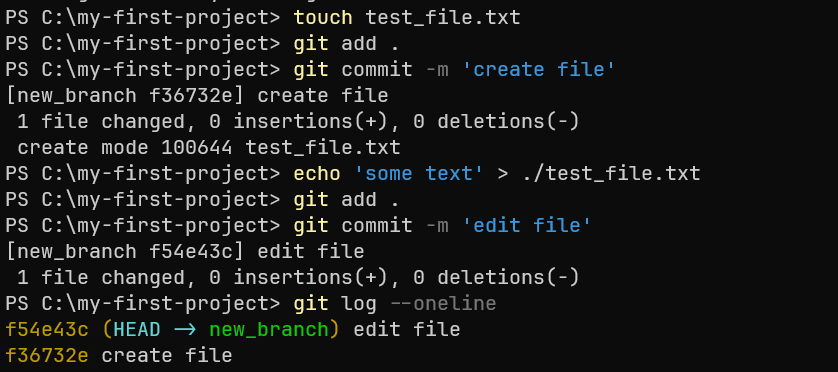 PS C:\my-first-project> touch test_file.txt
PS C:\my-first-project> git add .
PS C:\my-first-project> git commit -m 'create file'
[new_branch f36732e] create file
 1 file changed, 0 insertions(+), 0 deletions(-)
 create mode 100644 test_file.txt
PS C:\my-first-project> echo 'some text' > ./test_file.txt
PS C:\my-first-project> git add .
PS C:\my-first-project> git commit -m 'edit file'
[new_branch f54e43c] edit file
 1 file changed, 0 insertions(+), 0 deletions(-)
PS C:\my-first-project> git log --oneline
f54e43c (HEAD -> new_branch) edit file
f36732e create file